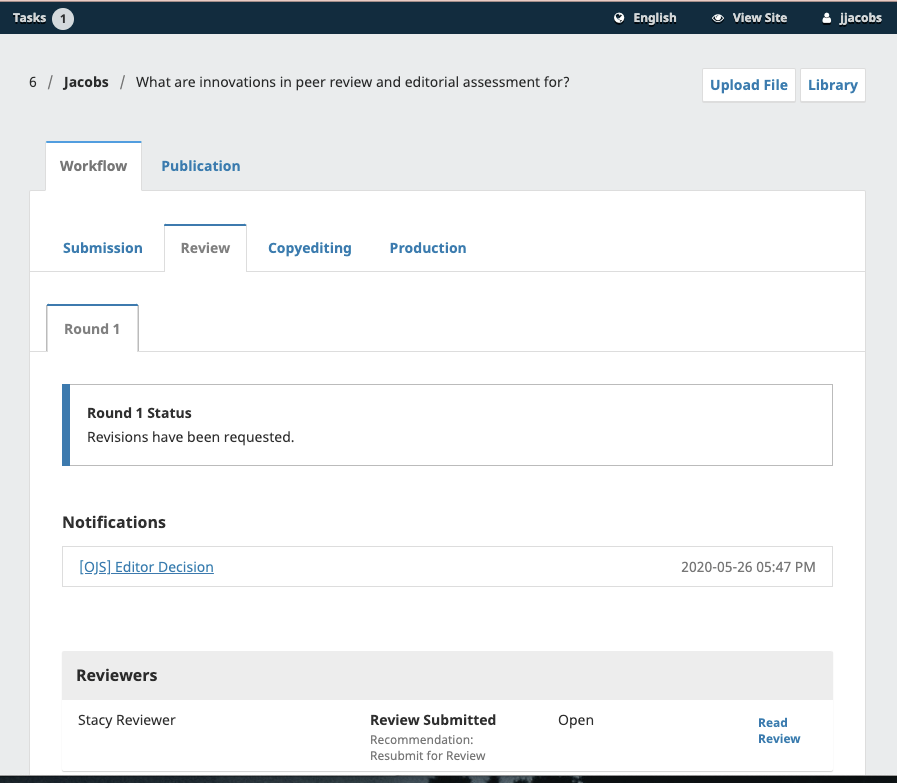 Tasks 1 English View Site jjacobs
6 / Jacobs / What are innovations in peer review and editorial assessment for?
Upload File Library
Workflow Publication
Submission Review Copyediting Production
Round 1
Round 1 Status
Revisions have been requested.
Notifications
[OJS] Editor Decision 2020-05-26 05:47 PM
Reviewers
Stacy Reviewer Review Submitted Open Read
Recommendation: Review
Resubmit for Review